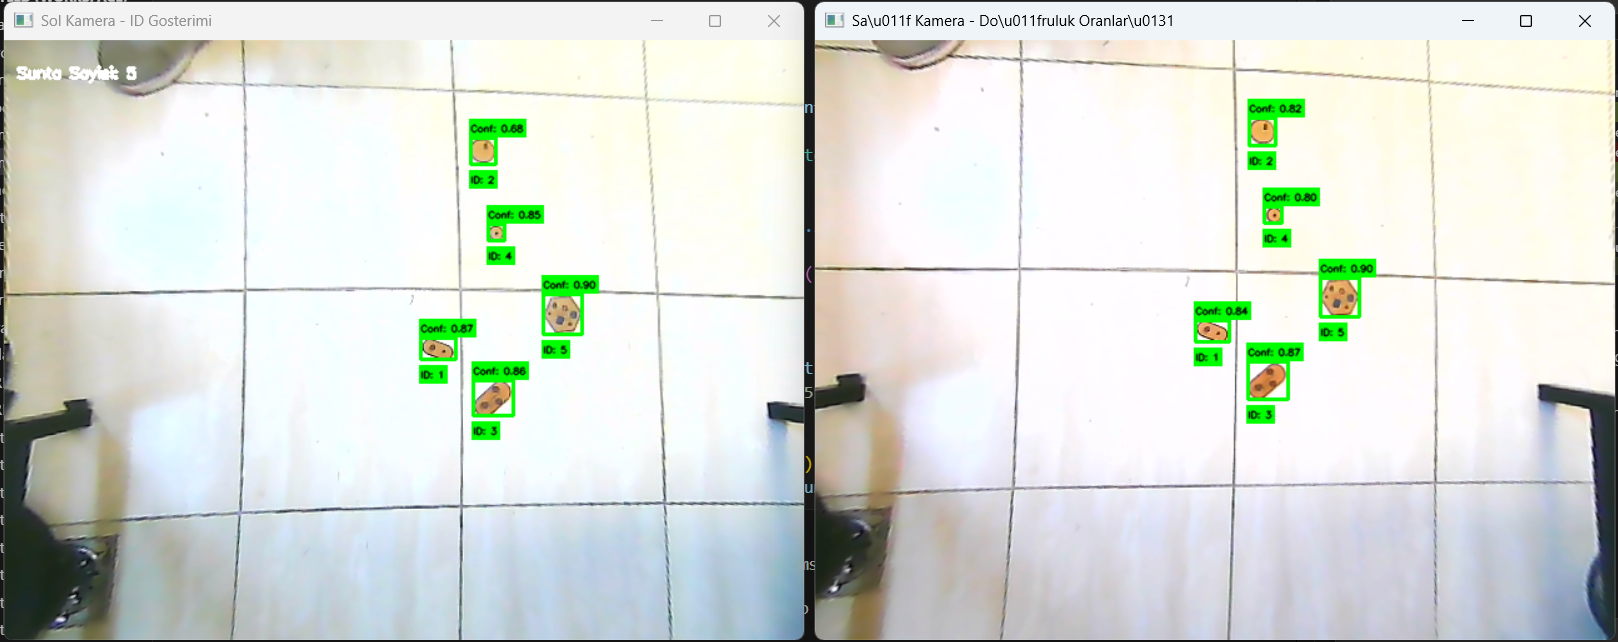 Sol Kamera - ID Gosterimi
Sunta Sayisi: 5
Conf: 0.68
ID: 2
Conf: 0.85
ID: 4
Conf: 0.90
ID: 5
Conf: 0.87
ID: 1
Conf: 0.86
ID: 3
Sa\u011f Kamera - Do\u011fruluk Oranlar\u0131
Conf: 0.82
ID: 2
Conf: 0.80
ID: 4
Conf: 0.90
ID: 5
Conf: 0.84
ID: 1
Conf: 0.87
ID: 3